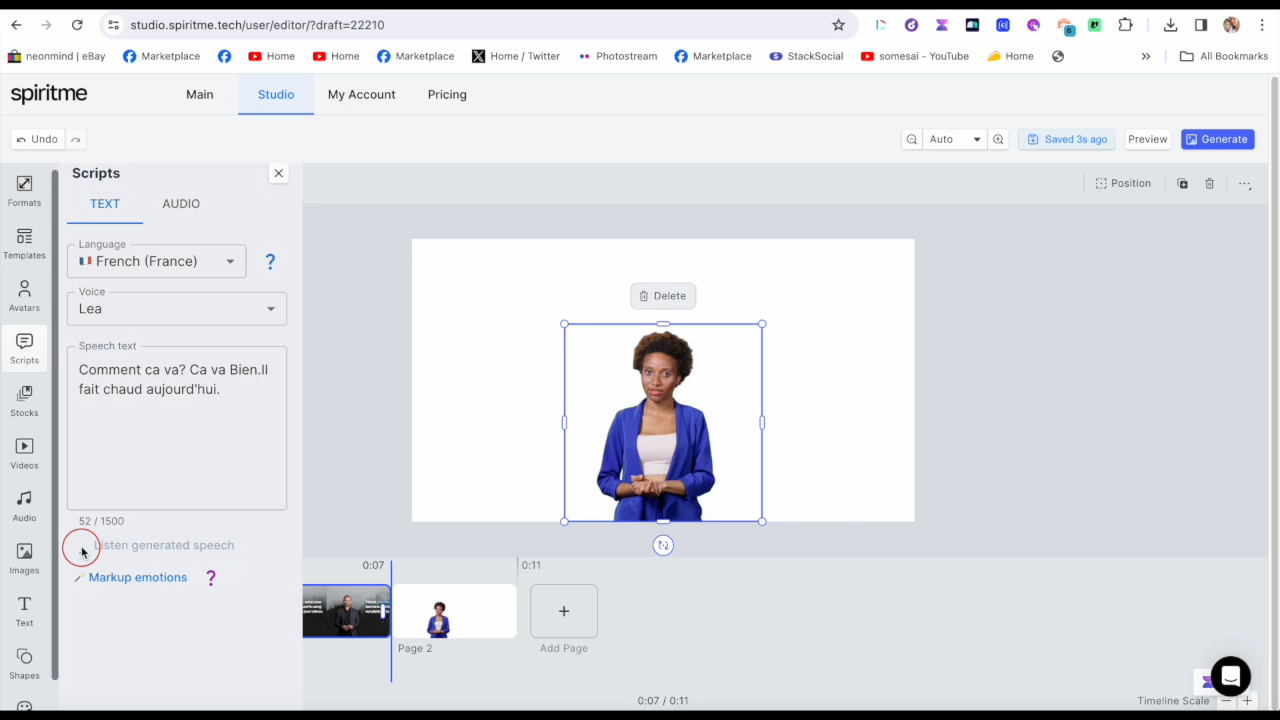 studio.spiritme.tech/user/editor/?draft=22210
6
neonmind | eBay
Marketplace
Home
Home
Marketplace
Home / Twitter
Photostream
Marketplace
StackSocial
somesai - YouTube
Home
»
All Bookmarks
spiritme
Main
Studio
My Account
Pricing
Undo
Auto
Saved 3s ago
Preview
Generate
Formats
Templates
Avatars
Scripts
Stocks
Videos
Audio
Images
Text
Shapes
Scripts
TEXT
AUDIO
Language
French (France)
?
Voice
Lea
Speech text
Comment ca va? Ca va Bien.Il
fait chaud aujourd'hui.
52 / 1500
Listen generated speech
Markup emotions
?
Position
Delete
0:07
0:11
Page 2
Add Page
0:07 / 0:11
Timeline Scale